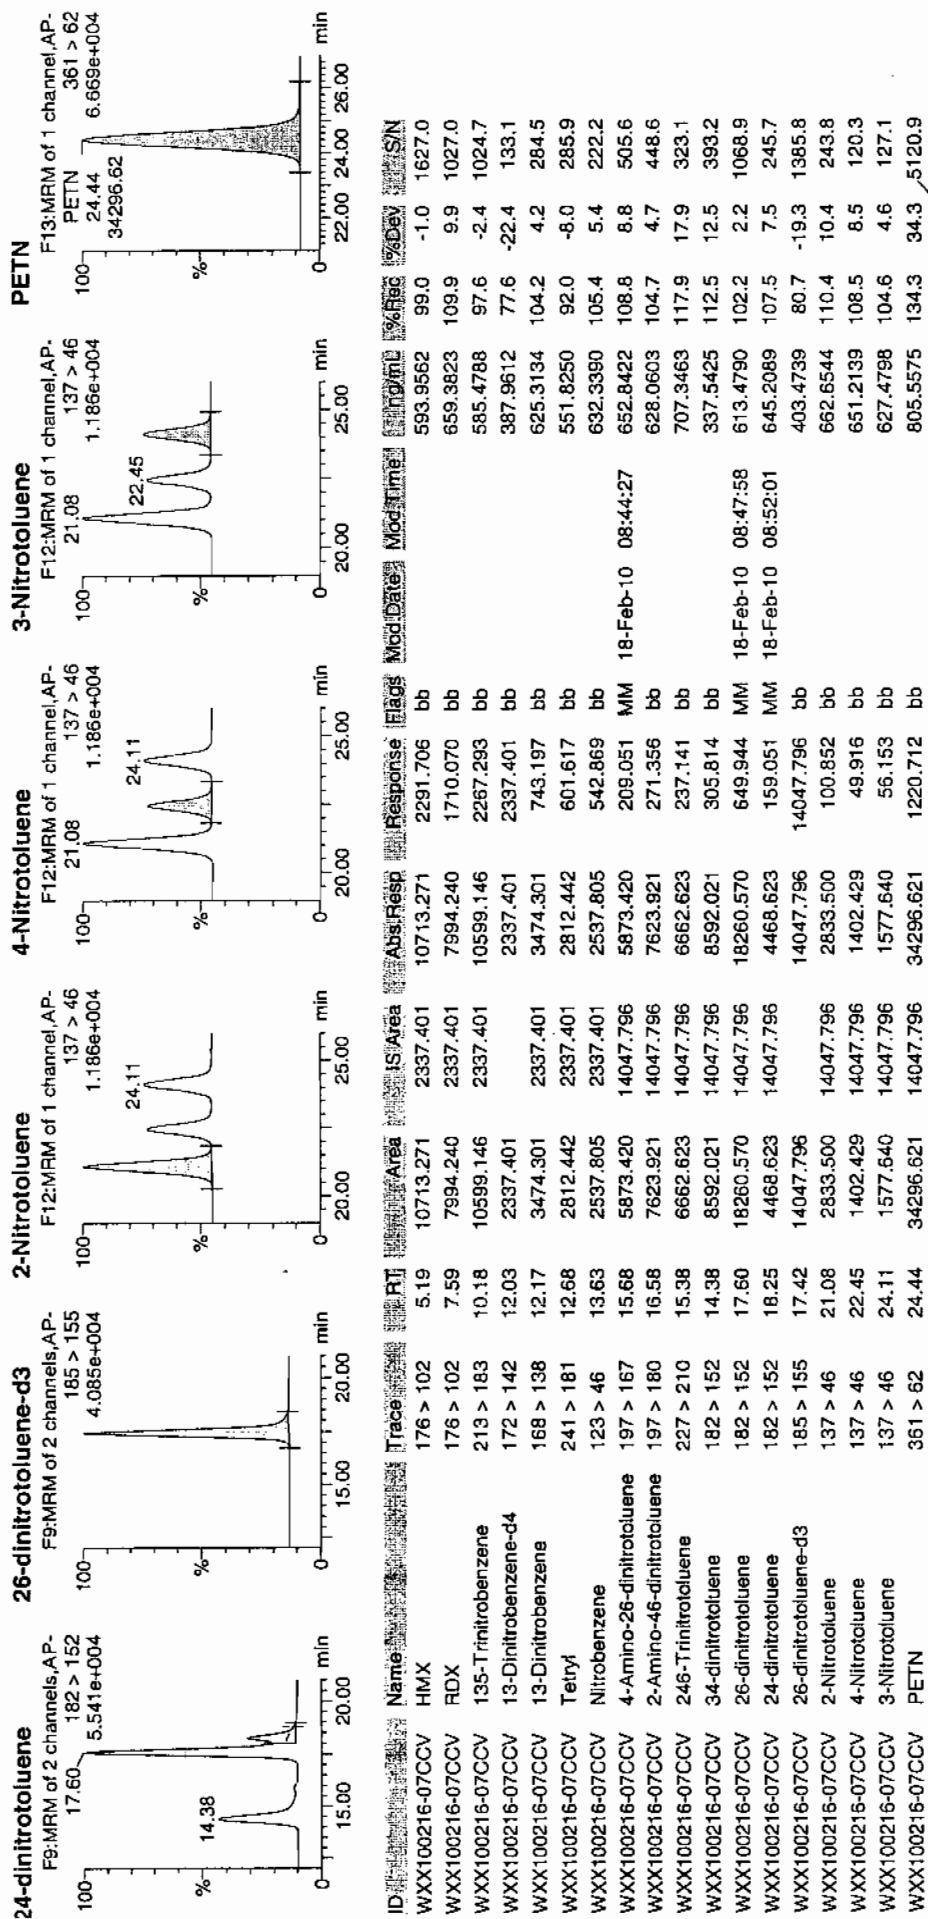 24-dinitrotoluene
F9:MRM of 2 channels,AP-
17.60 182 > 152
5.541e+004
100
%
0
14.38
15.00 20.00 min
26-dinitrotoluene-d3
F9:MRM of 2 channels,AP-
185 > 155
4.085e+004
100
%
0
15.00 20.00 min
2-Nitrotoluene
F12:MRM of 1 channel,AP-
137 > 46
1.186e+004
100
24.11
%
0
20.00 25.00 min
4-Nitrotoluene
F12:MRM of 1 channel,AP-
21.08 137 > 46
1.186e+004
100
24.11
%
0
20.00 25.00 min
3-Nitrotoluene
F12:MRM of 1 channel,AP-
21.08 137 > 46
1.186e+004
100
22.45
%
0
20.00 25.00 min
PETN
F13:MRM of 1 channel,AP-
PETN 361 > 62
24.44 6.669e+004
34296.62
100
%
0
22.00 24.00 26.00 min
ID Name Trace RT Area IS Area Abs.Resp Response Flags Mod.Date Mod.Time ng/mL %Rec %Dev S/N
WXX100216-07CCV HMX 176 > 102 5.19 10713.271 2337.401 10713.271 2291.706 bb 593.9562 99.0 -1.0 1627.0
WXX100216-07CCV RDX 176 > 102 7.59 7994.240 2337.401 7994.240 1710.070 bb 659.3823 109.9 9.9 1027.0
WXX100216-07CCV 135-Trinitrobenzene 213 > 183 10.18 10599.146 2337.401 10599.146 2267.293 bb 585.4788 97.6 -2.4 1024.7
WXX100216-07CCV 13-Dinitrobenzene-d4 172 > 142 12.03 2337.401 2337.401 2337.401 bb 387.9612 77.6 -22.4 133.1
WXX100216-07CCV 13-Dinitrobenzene 168 > 138 12.17 3474.301 2337.401 3474.301 743.197 bb 625.3134 104.2 4.2 284.5
WXX100216-07CCV Tetryl 241 > 181 12.68 2812.442 2337.401 2812.442 601.617 bb 551.8250 92.0 -8.0 285.9
WXX100216-07CCV Nitrobenzene 123 > 46 13.63 2537.805 2337.401 2537.805 542.869 bb 632.3390 105.4 5.4 222.2
WXX100216-07CCV 4-Amino-26-dinitrotoluene 197 > 167 15.68 5873.420 14047.796 5873.420 209.051 MM 18-Feb-10 08:44:27 652.8422 108.8 8.8 505.6
WXX100216-07CCV 2-Amino-46-dinitrotoluene 197 > 180 16.58 7623.921 14047.796 7623.921 271.356 bb 628.0603 104.7 4.7 448.6
WXX100216-07CCV 246-Trinitrotoluene 227 > 210 15.38 6662.623 14047.796 6662.623 237.141 bb 707.3463 117.9 17.9 323.1
WXX100216-07CCV 34-dinitrotoluene 182 > 152 14.38 8592.021 14047.796 8592.021 305.814 bb 337.5425 112.5 12.5 393.2
WXX100216-07CCV 26-dinitrotoluene 182 > 152 17.60 18260.570 14047.796 18260.570 649.944 MM 18-Feb-10 08:47:58 613.4790 102.2 2.2 1068.9
WXX100216-07CCV 24-dinitrotoluene 182 > 152 18.25 4468.623 14047.796 4468.623 159.051 MM 18-Feb-10 08:52:01 645.2089 107.5 7.5 245.7
WXX100216-07CCV 26-dinitrotoluene-d3 185 > 155 17.42 14047.796 14047.796 14047.796 bb 403.4739 80.7 -19.3 1385.8
WXX100216-07CCV 2-Nitrotoluene 137 > 46 21.08 2833.500 14047.796 2833.500 100.852 bb 662.6544 110.4 10.4 243.8
WXX100216-07CCV 4-Nitrotoluene 137 > 46 22.45 1402.429 14047.796 1402.429 49.916 bb 651.2139 108.5 8.5 120.3
WXX100216-07CCV 3-Nitrotoluene 137 > 46 24.11 1577.640 14047.796 1577.640 56.153 bb 627.4798 104.6 4.6 127.1
WXX100216-07CCV PETN 361 > 62 24.44 34296.621 14047.796 34296.621 1220.712 bb 805.5575 134.3 34.3 5120.9